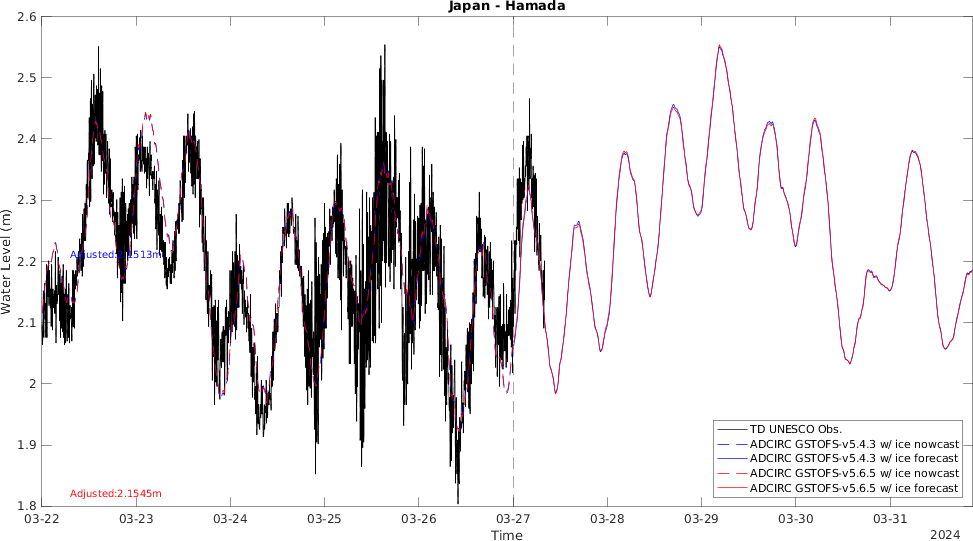 Japan - Hamada
2.6
2.5
2.4
2.3
2.2
2.1
2
1.9
1.8
Water Level (m)
Adjusted:2.1513m
Adjusted:2.1545m
TD UNESCO Obs.
ADCIRC GSTOFS-v5.4.3 w/ ice nowcast
ADCIRC GSTOFS-v5.4.3 w/ ice forecast
ADCIRC GSTOFS-v5.6.5 w/ ice nowcast
ADCIRC GSTOFS-v5.6.5 w/ ice forecast
03-22 03-23 03-24 03-25 03-26 03-27 03-28 03-29 03-30 03-31
Time
2024